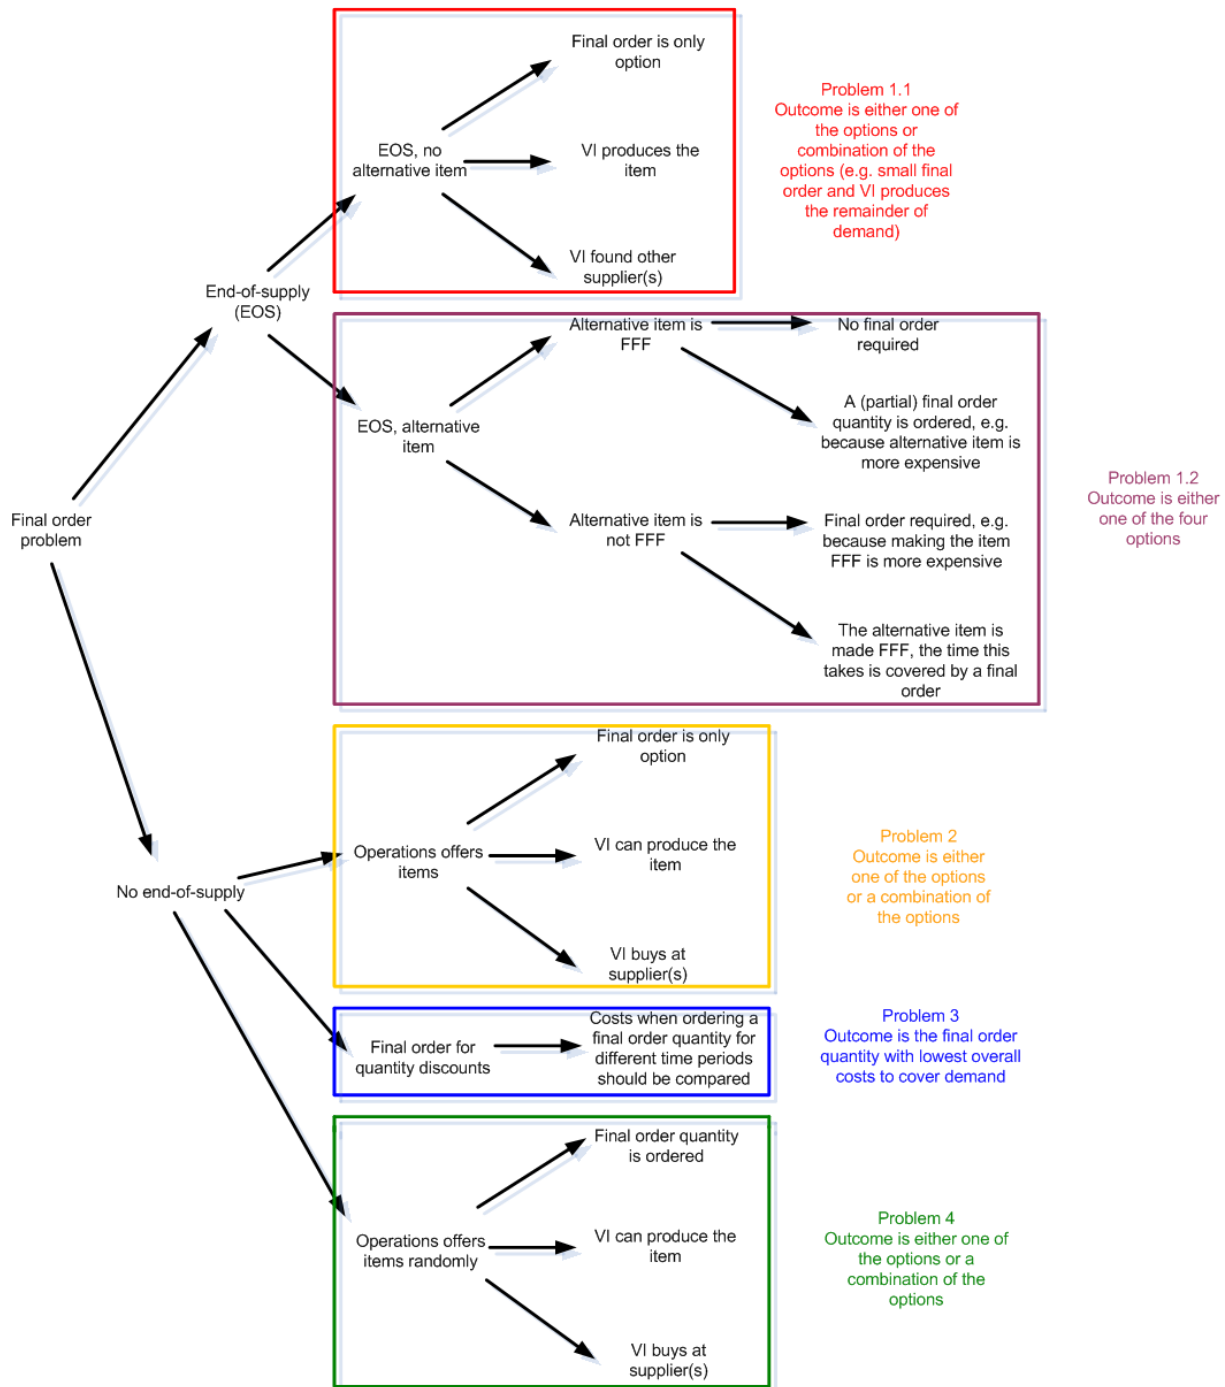 Final order is only
option
Problem 1.1
Outcome is either one of
the options or
combination of the
options (e.g. small final
order and VI produces
the remainder of
demand)
EOS, no
alternative item
VI produces the
item
VI found other
supplier(s)
End-of-supply
(EOS)
Alternative item is
FFF
No final order
required
A (partial) final order
quantity is ordered, e.g.
because alternative item is
more expensive
EOS, alternative
item
Problem 1.2
Outcome is either
one of the four
options
Final order
problem
Alternative item is
not FFF
Final order required, e.g.
because making the item
FFF is more expensive
The alternative item is
made FFF, the time this
takes is covered by a final
order
Final order is only
option
Operations offers
items
VI can produce the
item
Problem 2
Outcome is either
one of the options
or a combination of
the options
No end-of-supply
VI buys at
supplier(s)
Final order for
quantity discounts
Costs when ordering a
final order quantity for
different time periods
should be compared
Problem 3
Outcome is the final order
quantity with lowest overall
costs to cover demand
Final order quantity
is ordered
Operations offers
items randomly
VI can produce the
item
Problem 4
Outcome is either one of
the options or a
combination of the
options
VI buys at
supplier(s)